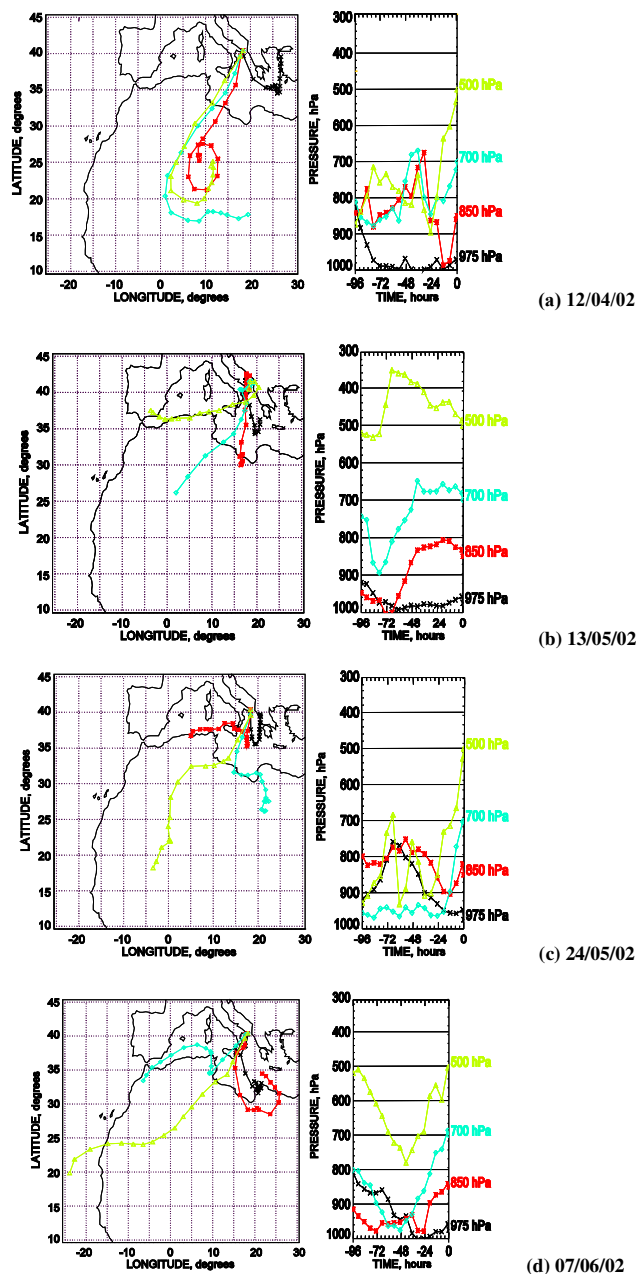 45
40
35
30
25
20
15
10
LATITUDE, degrees
-20 -10 0 10 20 30
LONGITUDE, degrees
300
400
500
600
700
800
900
1000
PRESSURE, hPa
500 hPa
700 hPa
850 hPa
975 hPa
-96 -72 -48 -24 0
TIME, hours
(a) 12/04/02
45
40
35
30
25
20
15
10
LATITUDE, degrees
-20 -10 0 10 20 30
LONGITUDE, degrees
300
400
500
600
700
800
900
1000
PRESSURE, hPa
500 hPa
700 hPa
850 hPa
975 hPa
-96 -72 -48 24 0
TIME, hours
(b) 13/05/02
45
40
35
30
25
20
15
10
LATITUDE, degrees
-20 -10 0 10 20 30
LONGITUDE, degrees
300
400
500
600
700
800
900
1000
PRESSURE, hPa
500 hPa
700 hPa
850 hPa
975 hPa
-96 -72 -48 24 0
TIME, hours
(c) 24/05/02
45
40
35
30
25
20
15
10
LATITUDE, degrees
-20 -10 0 10 20 30
LONGITUDE, degrees
300
400
500
600
700
800
900
1000
PRESSURE, hPa
500 hPa
700 hPa
850 hPa
975 hPa
-96 -72 -48 -24 0
TIME, hours
(d) 07/06/02